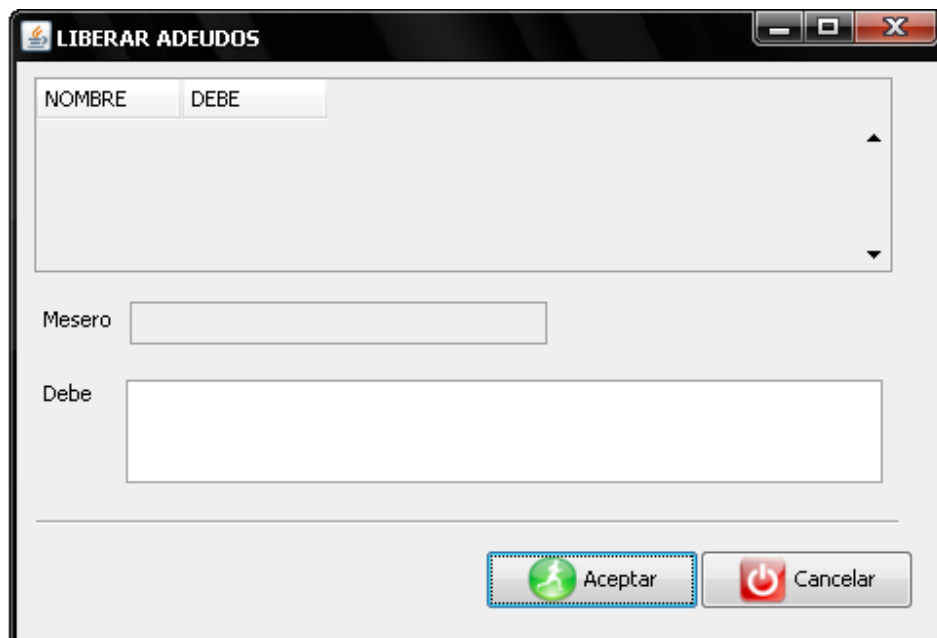 LIBERAR ADEUDOS
NOMBRE DEBE
Mesero
Debe
Aceptar Cancelar